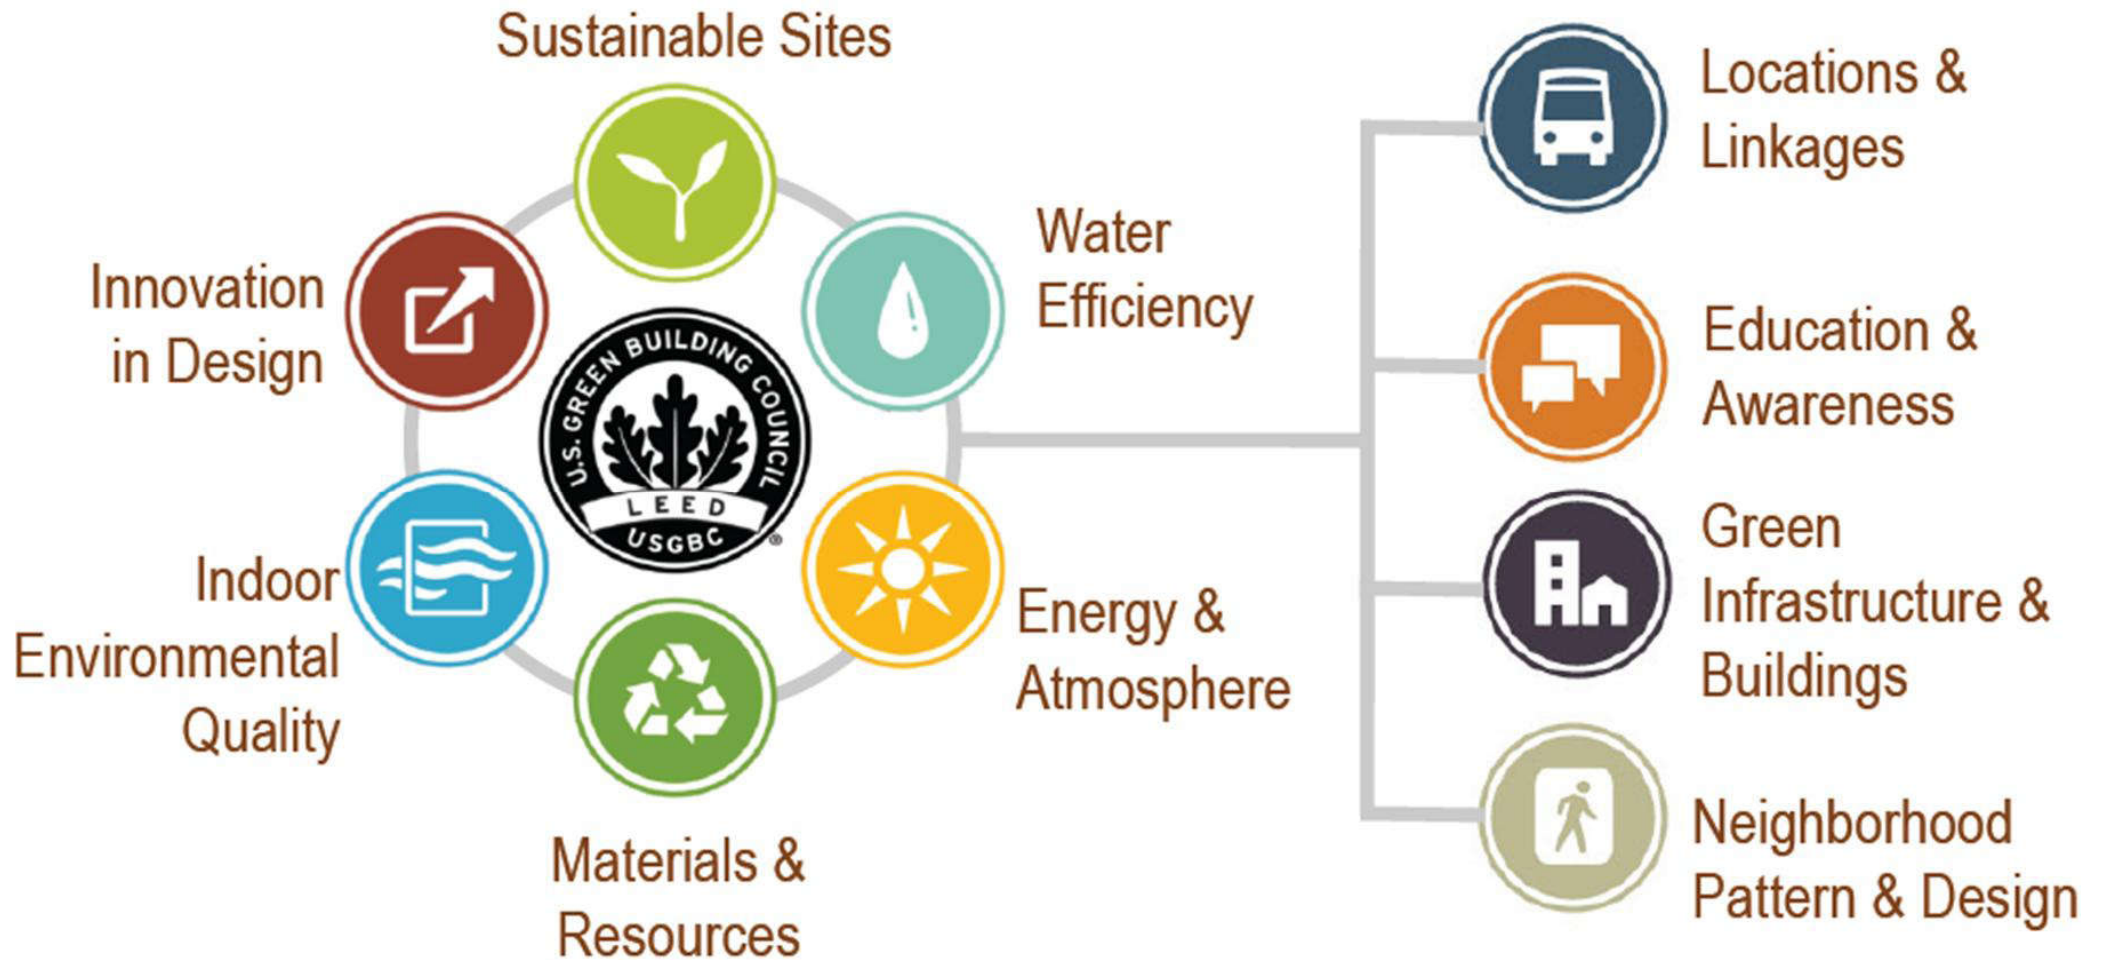 Sustainable Sites
Water
Efficiency
Energy &
Atmosphere
Materials &
Resources
Indoor
Environmental
Quality
Innovation
in Design
U.S. GREEN BUILDING COUNCIL
LEED
USGBC
®
Locations &
Linkages
Education &
Awareness
Green
Infrastructure &
Buildings
Neighborhood
Pattern & Design